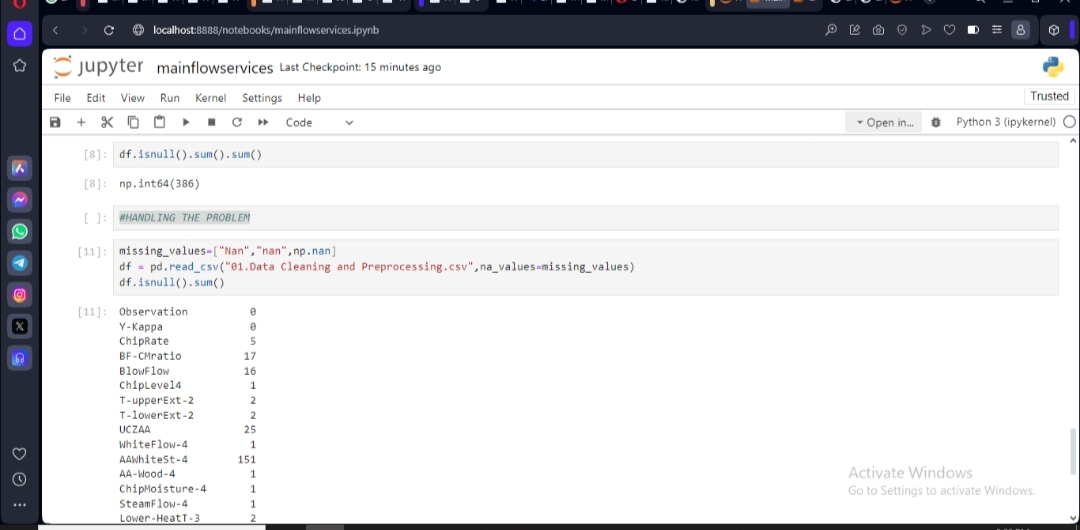 localhost:8888/notebooks/mainflowservices.ipynb
jupyter mainflowservices Last Checkpoint: 15 minutes ago
File Edit View Run Kernel Settings Help
Trusted
Code
Open in...
Python 3 (ipykernel)
[8]: df.isnull().sum().sum()
[8]: np.int64(386)
[ ]: #HANDLING THE PROBLEM
[11]: missing_values=["Nan","nan",np.nan]
df = pd.read_csv("01.Data Cleaning and Preprocessing.csv",na_values=missing_values)
df.isnull().sum()
[11]: Observation 0
Y-Kappa 0
ChipRate 5
BF-CMratio 17
BlowFlow 16
ChipLevel4 1
T-upperExt-2 2
T-lowerExt-2 2
UCZAA 25
WhiteFlow-4 1
AAWhiteSt-4 151
AA-Wood-4 1
ChipMoisture-4 1
SteamFlow-4 1
Lower-HeatT-3 2
Activate Windows
Go to Settings to activate Windows.